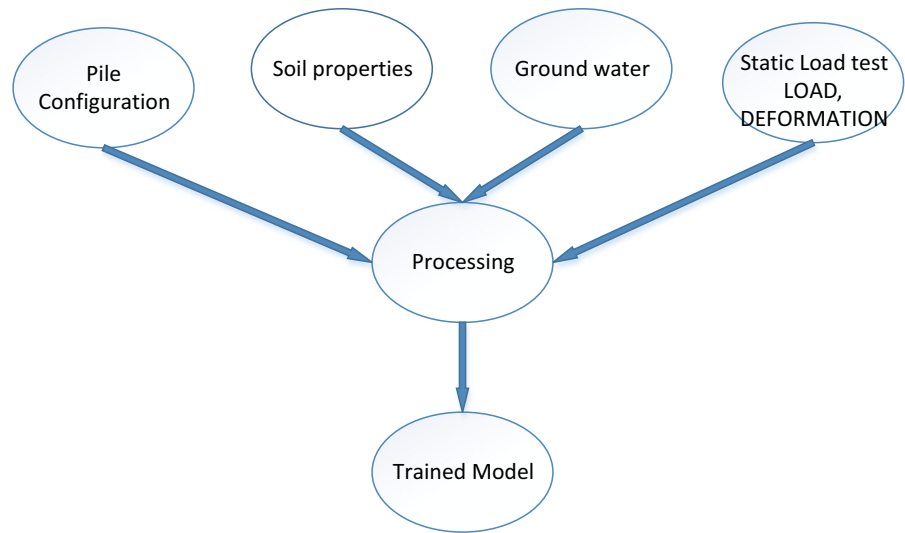 Pile
Configuration
Soil properties
Ground water
Static Load test
LOAD,
DEFORMATION
Processing
Trained Model